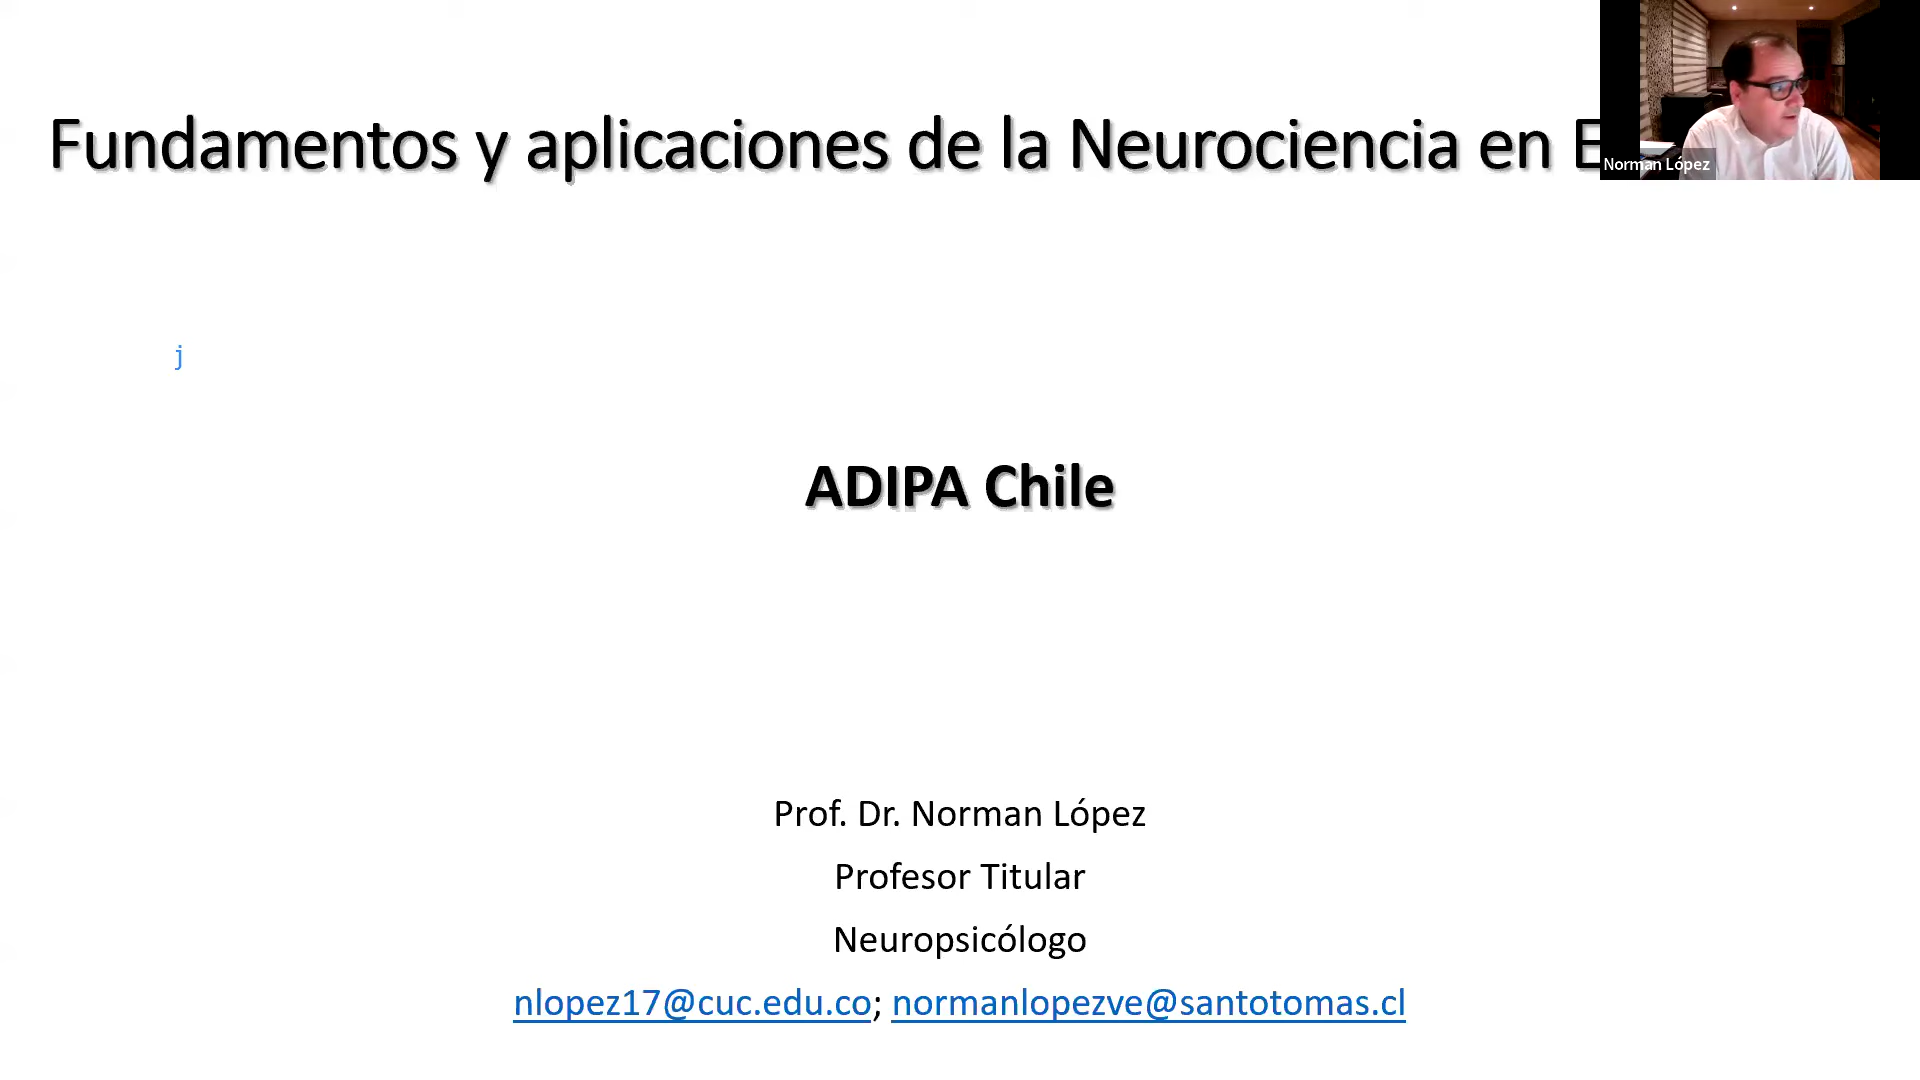 Fundamentos y aplicaciones de la Neurociencia en E
Norman López
j
ADIPA Chile
Prof. Dr. Norman López
Profesor Titular
Neuropsicólogo
nlopez17@cuc.edu.co; normanlopezve@santotomas.cl